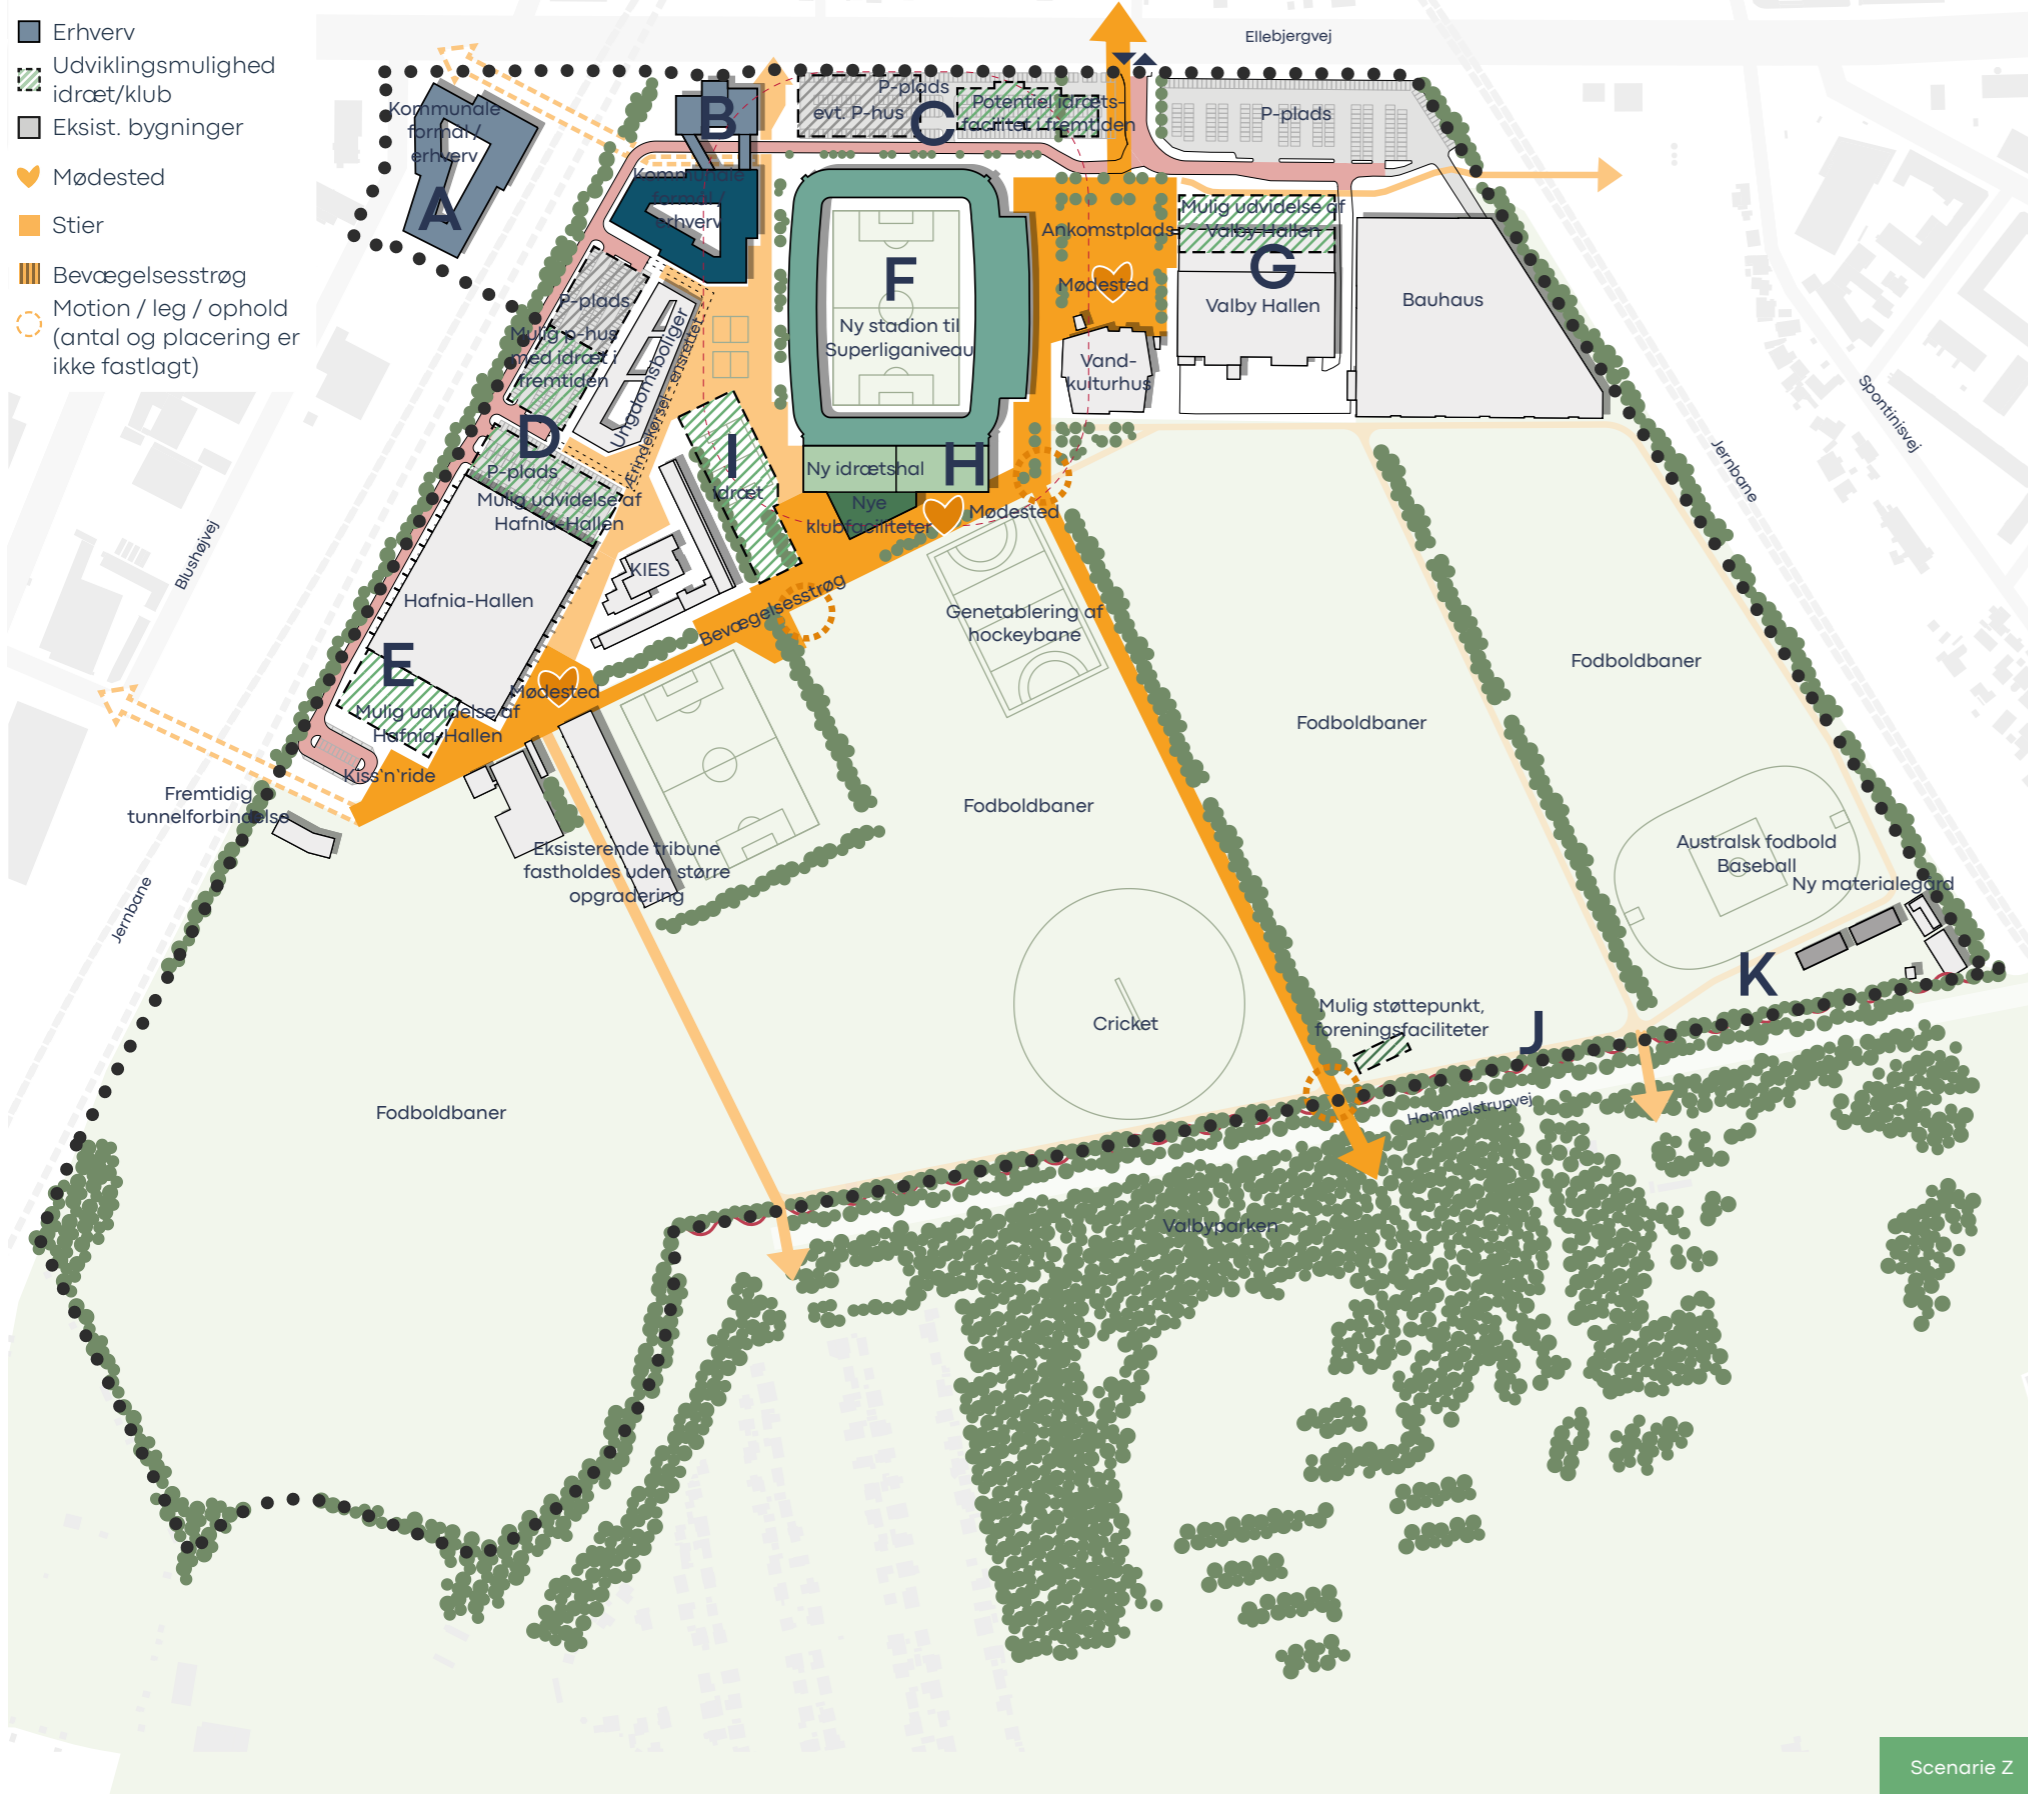 Erhverv
Udviklingsmulighed
idræt/klub
Eksist. bygninger
Mødested
Stier
Bevægelsesstrøg
Motion / leg / ophold
(antal og placering er
ikke fastlagt)
Ellebjergvej
Kommunale
formål /
erhverv
A
B
P-plads
evt. P-hus
C
Potentiel idræts-
facilitet i fremtiden
P-plads
Kommunale
formål /
erhverv
Ankomstplads
Mødested
Mulig udvidelse af
Valby Hallen
G
Valby Hallen
Bauhaus
F
Ny stadion til
Superliganiveau
Vand-
kulturhus
P-plads
Mulig p-hus
med idræt i
fremtiden
Ungdomsboliger
Ærindekørsel - ensrettet
D
P-plads
Mulig udvidelse af
Hafnia-Hallen
I
Idræt
Ny idrætshal
H
Nye
klubfaciliteter
Mødested
Spontinisvej
Jernbane
Blushøjvej
KIES
Hafnia-Hallen
Bevægelsesstrøg
Genetablering af
hockeybane
E
Mødested
Mulig udvidelse af
Hafnia-Hallen
Kiss`n`ride
Fremtidig
tunnelforbindelse
Jernbane
Fodboldbaner
Fodboldbaner
Fodboldbaner
Eksisterende tribune
fastholdes uden større
opgradering
Australsk fodbold
Baseball
Ny materialegård
K
Cricket
Mulig støttepunkt,
foreningsfaciliteter
J
Hammelstrupvej
Fodboldbaner
Valbyparken
Scenarie Z